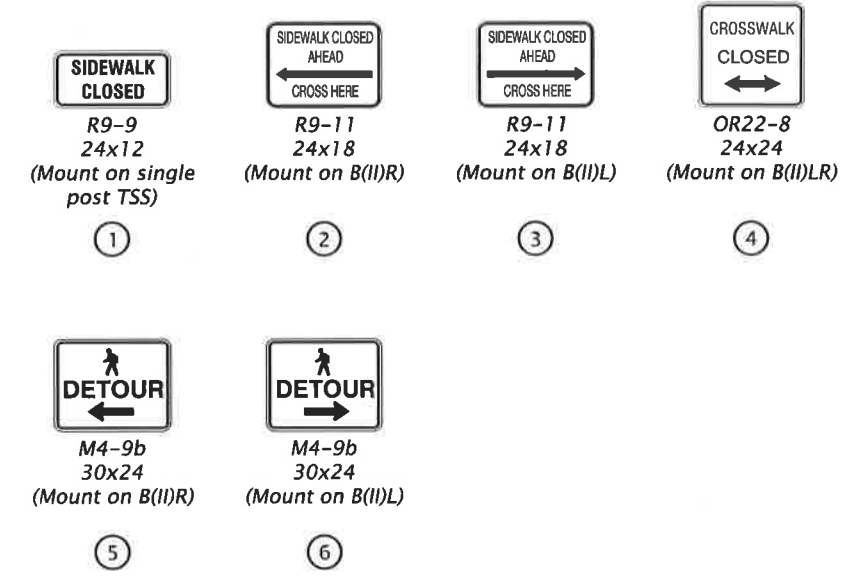 SIDEWALK
CLOSED
R9-9
24x12
(Mount on single
post TSS)
1
SIDEWALK CLOSED
AHEAD
CROSS HERE
R9-11
24x18
(Mount on B(II)R)
2
SIDEWALK CLOSED
AHEAD
CROSS HERE
R9-11
24x18
(Mount on B(II)L)
3
CROSSWALK
CLOSED
OR22-8
24x24
(Mount on B(II)LR)
4
DETOUR
M4-9b
30x24
(Mount on B(II)R)
5
DETOUR
M4-9b
30x24
(Mount on B(II)L)
6